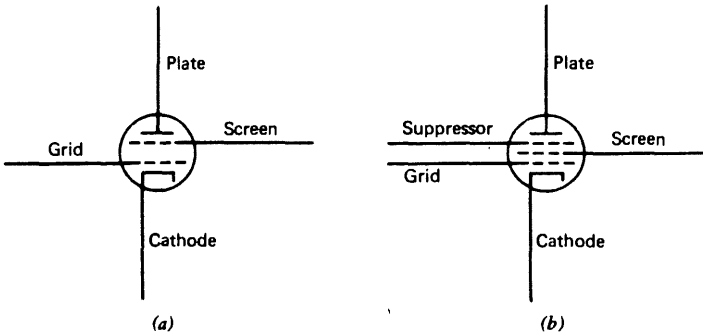 Plate
Grid
Screen
Cathode
(a)
Plate
Suppressor
Grid
Screen
Cathode
(b)